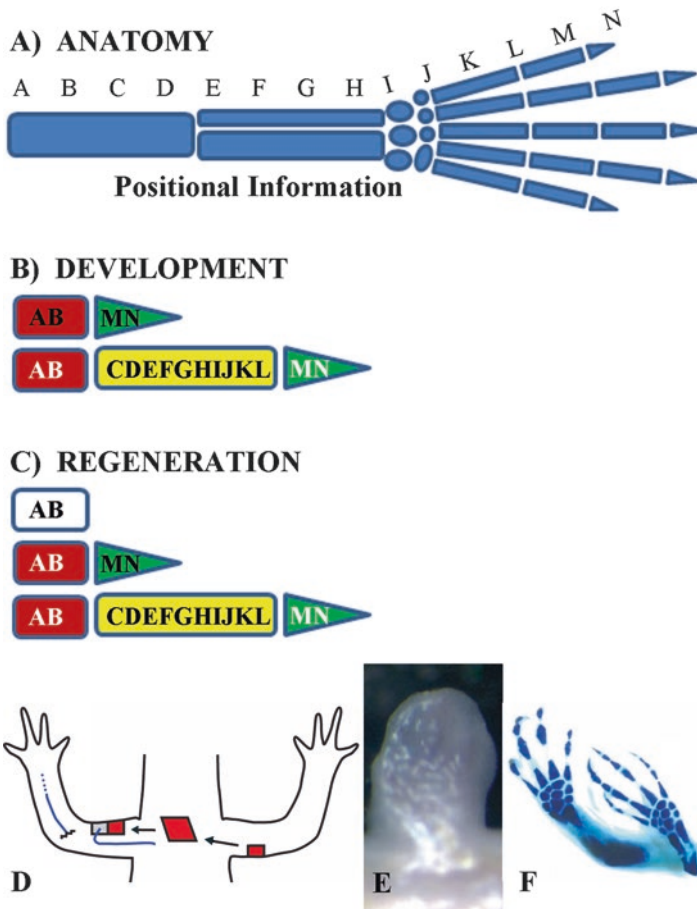 A) ANATOMY
A B C D E F G H I J K L M N
Positional Information
B) DEVELOPMENT
AB MN
AB CDEFGHIJKL MN
C) REGENERATION
AB
AB MN
AB CDEFGHIJKL MN
D E F